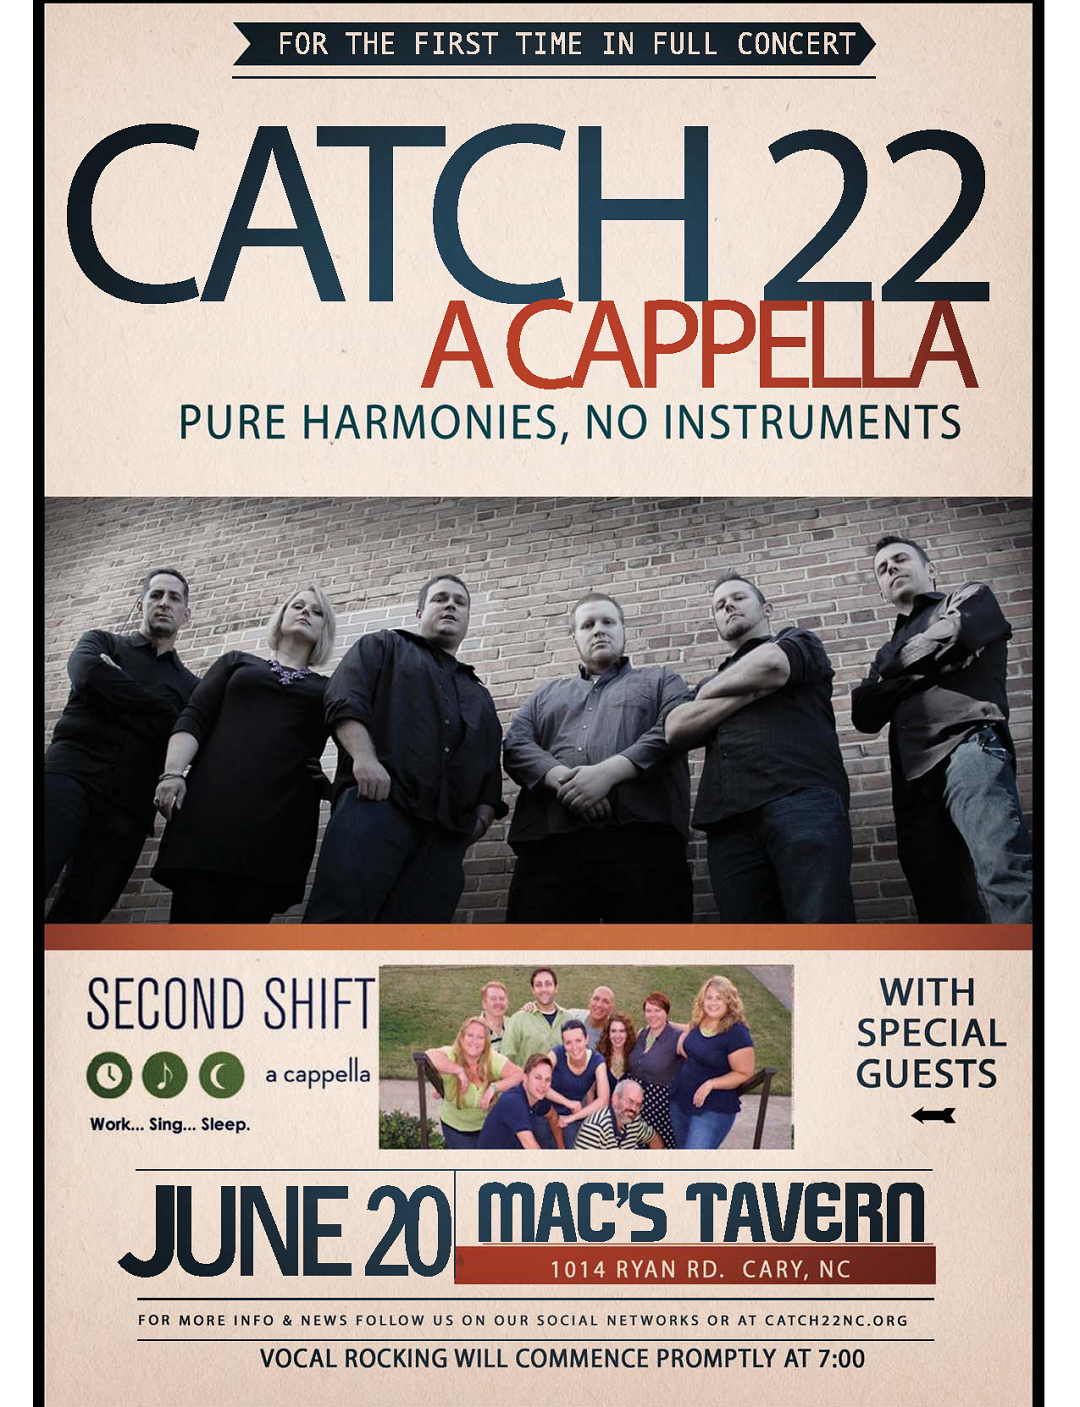 FOR THE FIRST TIME IN FULL CONCERT
CATCH 22
A CAPPELLA
PURE HARMONIES, NO INSTRUMENTS
SECOND SHIFT
a cappella
Work... Sing... Sleep.
WITH
SPECIAL
GUESTS
JUNE 20
MAC'S TAVERN
1014 RYAN RD. CARY, NC
FOR MORE INFO & NEWS FOLLOW US ON OUR SOCIAL NETWORKS OR AT CATCH22NC.ORG
VOCAL ROCKING WILL COMMENCE PROMPTLY AT 7:00